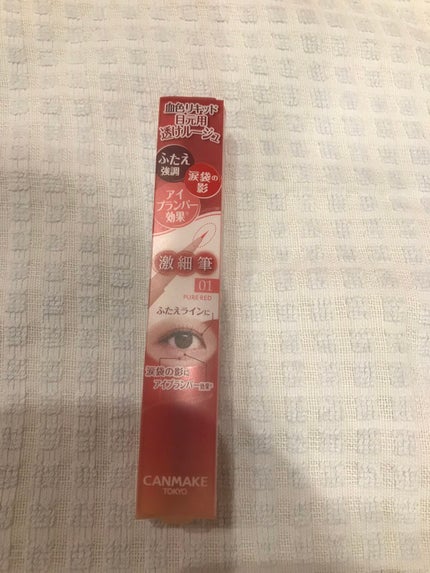 血色リキッド
目元用
透けルージュ
ふたえ
強調
涙袋の
影
アイ
プランパー
効果*
激細筆
01
PURE RED
ふたえラインに
涙袋の影に
アイプランパー効果*
CANMAKE
TOKYO